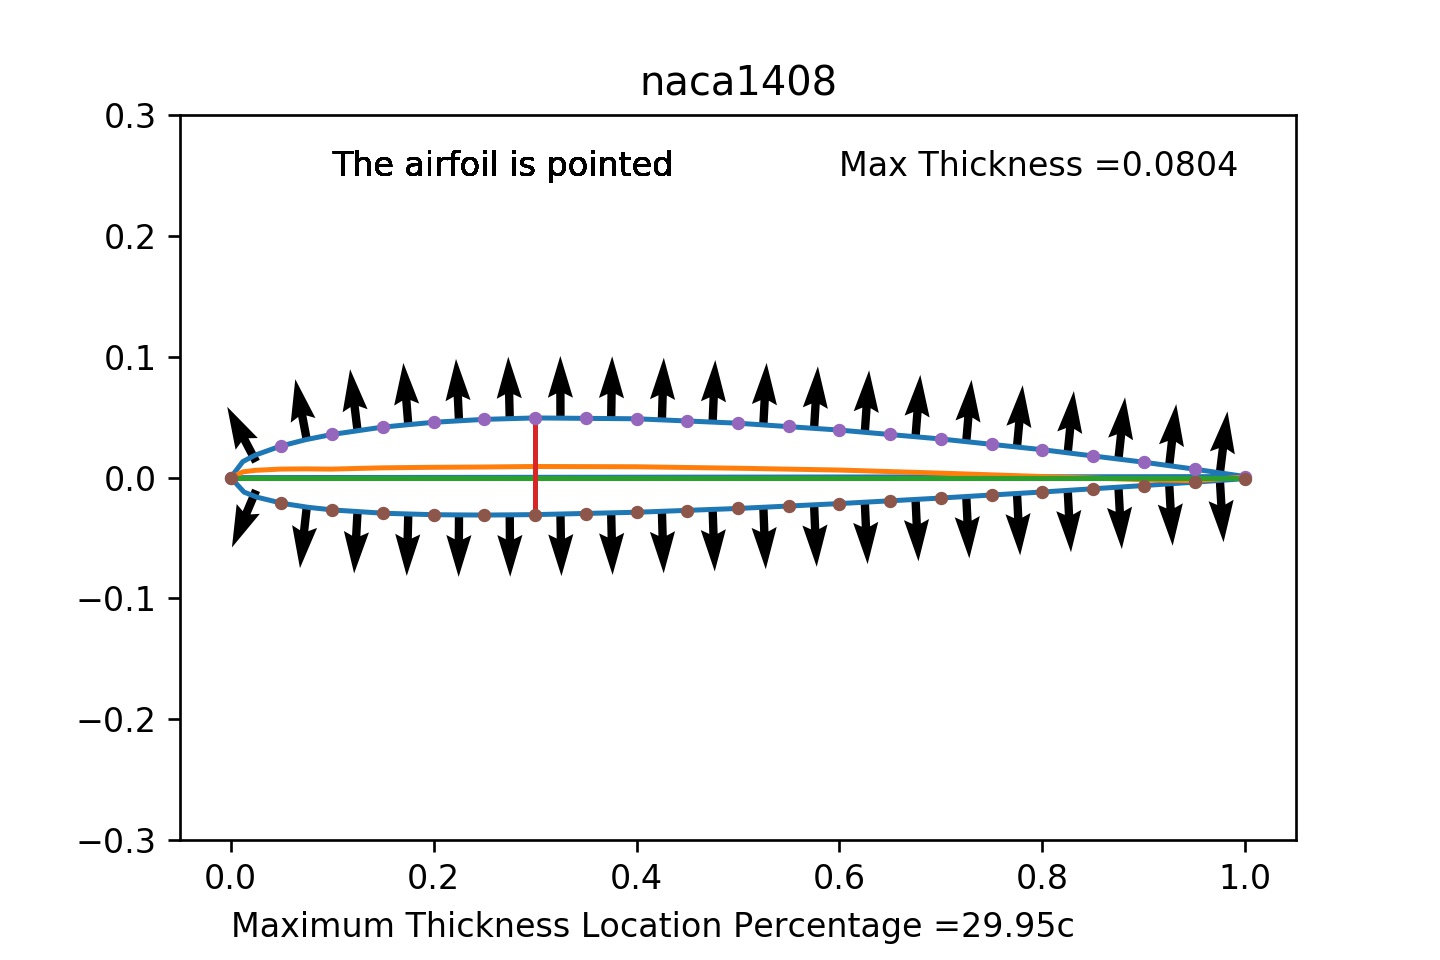 naca1408
0.3
The airfoil is pointed
Max Thickness =0.0804
0.2
0.1
0.0
−0.1
−0.2
−0.3
0.0 0.2 0.4 0.6 0.8 1.0
Maximum Thickness Location Percentage =29.95c